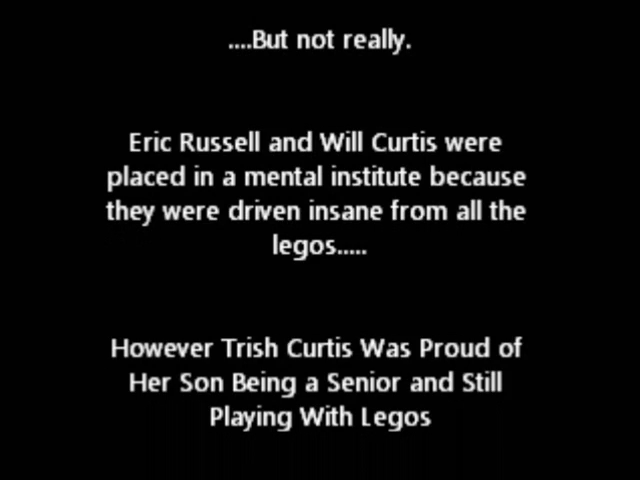 ....But not really.
Eric Russell and Will Curtis were
placed in a mental institute because
they were driven insane from all the
legos.....
However Trish Curtis Was Proud of
Her Son Being a Senior and Still
Playing With Legos